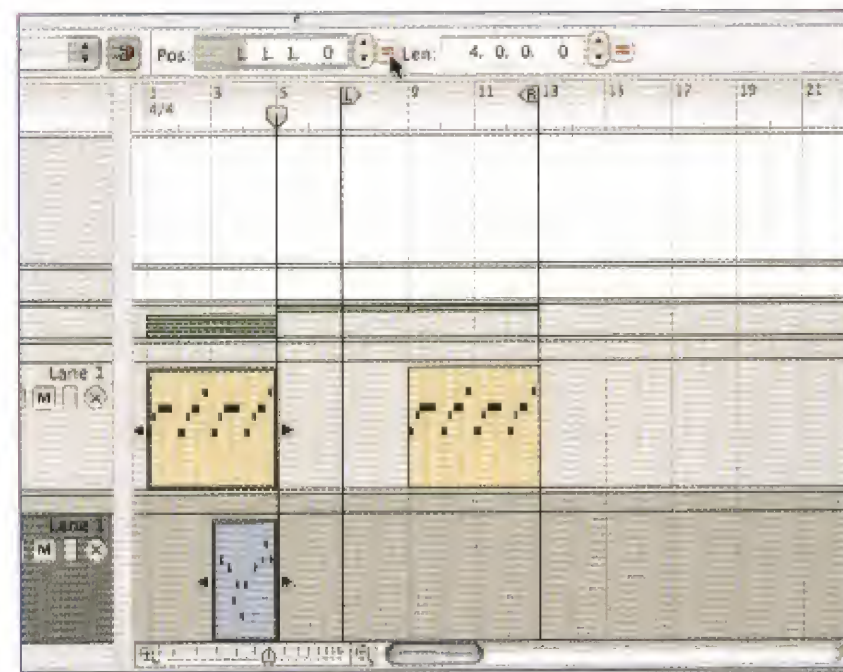 Pos: 1. 1. 1. 0 = Len: 4. 0. 0. 0 =
1 3 5 L 9 11 R 13 15 17 19 21
4/4
Lane 1
M
Lane 1
M